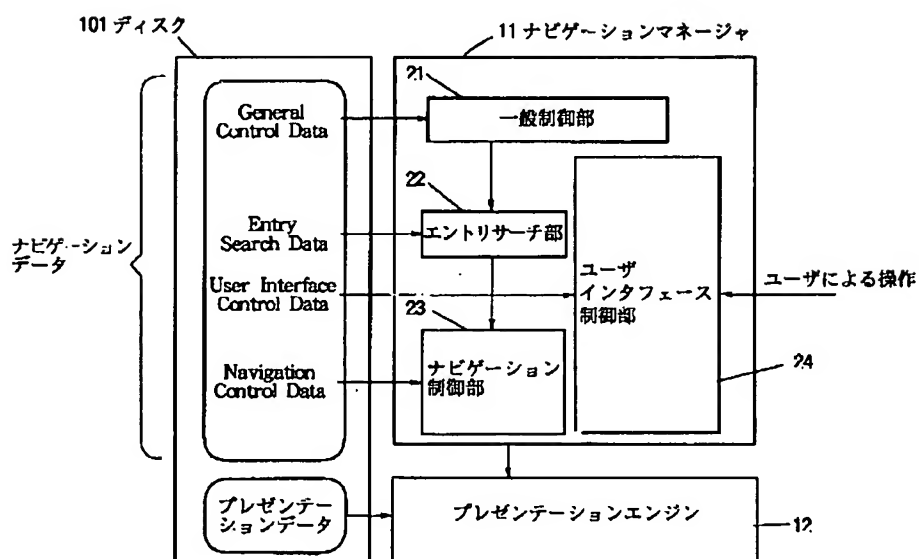 101 ディスク
11 ナビゲーションマネージャ
21
General
Control Data
一般制御部
22
Entry
Search Data
エントリサーチ部
ナビゲーション
データ
User Interface
Control Data
ユーザ
インタフェース
制御部
ユーザによる操作
23
Navigation
Control Data
ナビゲーション
制御部
24
プレゼンテー
ションデータ
プレゼンテーションエンジン
12